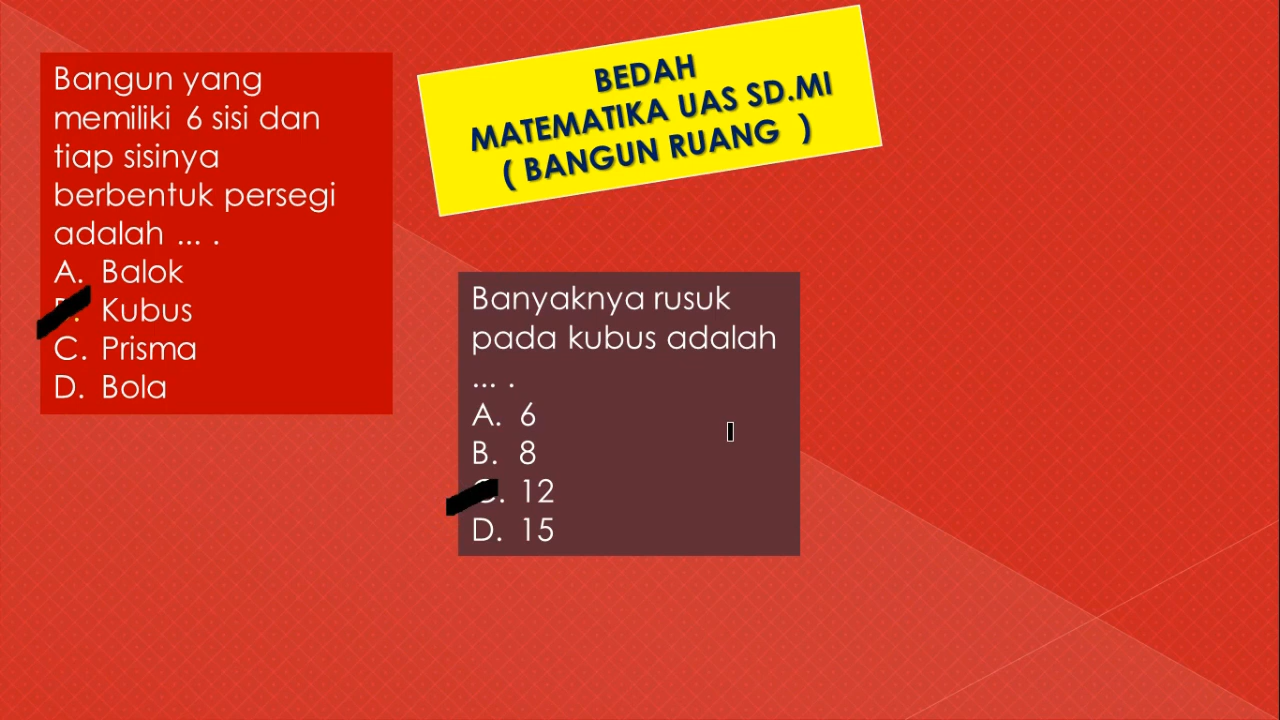 Bangun yang
memiliki 6 sisi dan
tiap sisinya
berbentuk persegi
adalah ... .
A. Balok
Kubus
C. Prisma
D. Bola
BEDAH
MATEMATIKA UAS SD.MI
( BANGUN RUANG )
Banyaknya rusuk
pada kubus adalah
... .
A. 6
B. 8
12
D. 15